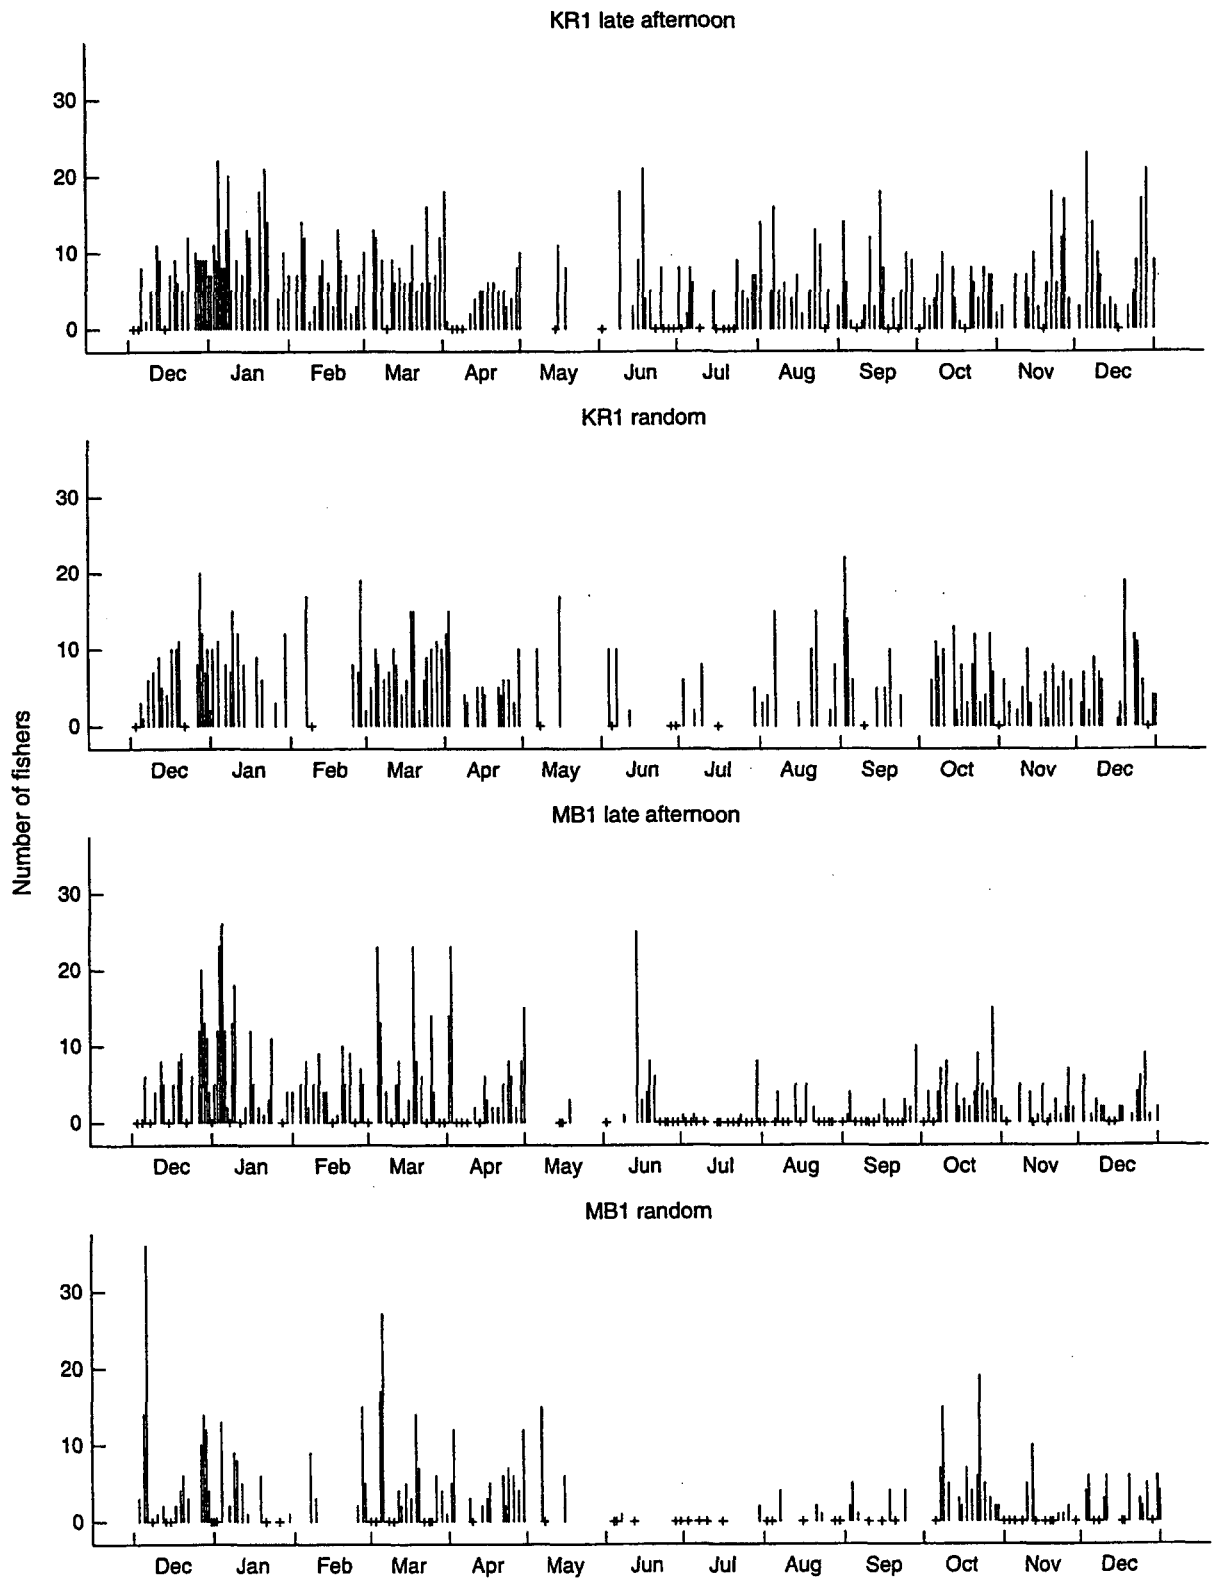 KR1 late afternoon
30
20
10
0
Dec Jan Feb Mar Apr May Jun Jul Aug Sep Oct Nov Dec
KR1 random
30
20
10
0
Dec Jan Feb Mar Apr May Jun Jul Aug Sep Oct Nov Dec
Number of fishers
MB1 late afternoon
30
20
10
0
Dec Jan Feb Mar Apr May Jun Jul Aug Sep Oct Nov Dec
MB1 random
30
20
10
0
Dec Jan Feb Mar Apr May Jun Jul Aug Sep Oct Nov Dec